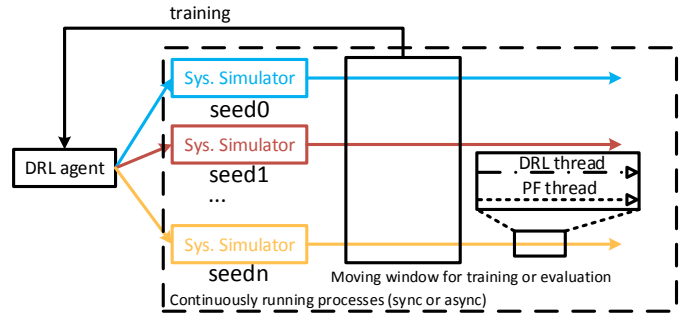 training
Sys. Simulator
seed0
Sys. Simulator
DRL agent
seed1
...
DRL thread
PF thread
Sys. Simulator
seedn
Moving window for training or evaluation
Continuously running processes (sync or async)